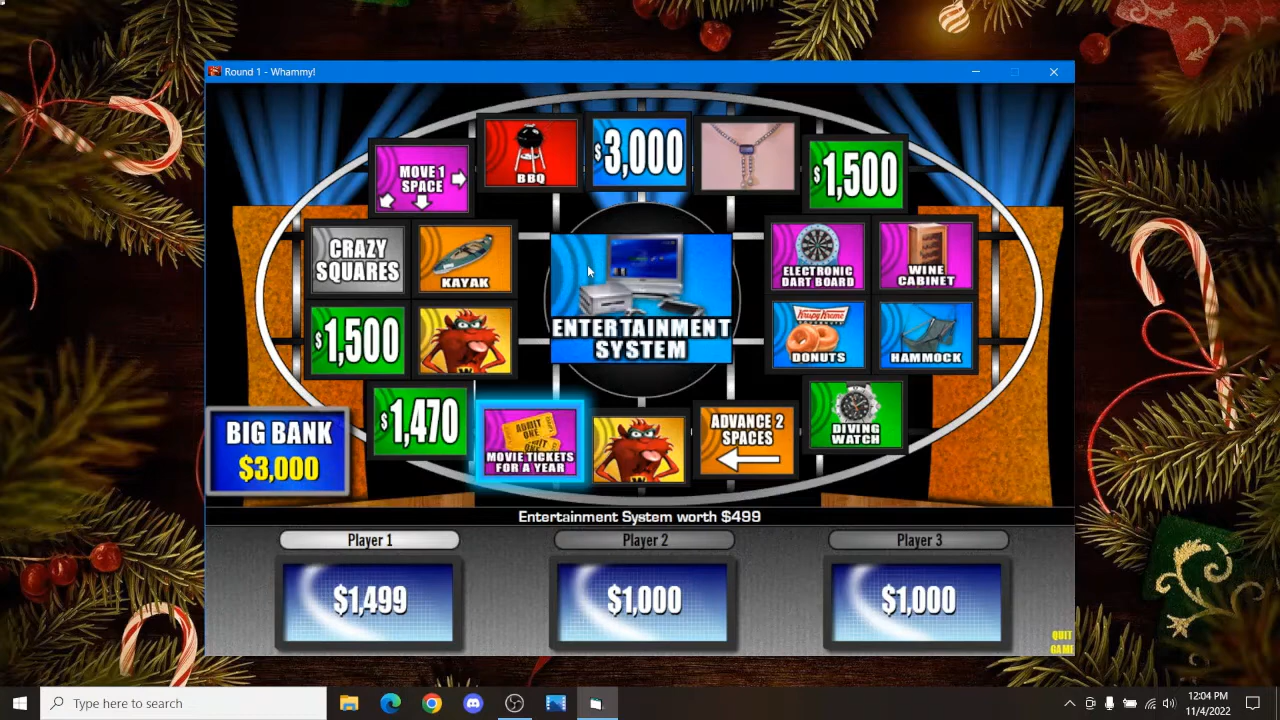 Round 1 - Whammy!
MOVE 1
SPACE
BBQ
$3,000
$1,500
CRAZY
SQUARES
KAYAK
ENTERTAINMENT
SYSTEM
ELECTRONIC
DART BOARD
WINE
CABINET
$1,500
Krispy Kreme
DOUGHNUTS
DONUTS
HAMMOCK
BIG BANK
$3,000
$1,470
ADMIT
ONE
MOVIE TICKETS
FOR A YEAR
W
ADVANCE 2
SPACES
DIVING
WATCH
Entertainment System worth $499
Player 1
Player 2
Player 3
$1,499
$1,000
$1,000
QUIT
GAME
Type here to search
12:04 PM
11/4/2022